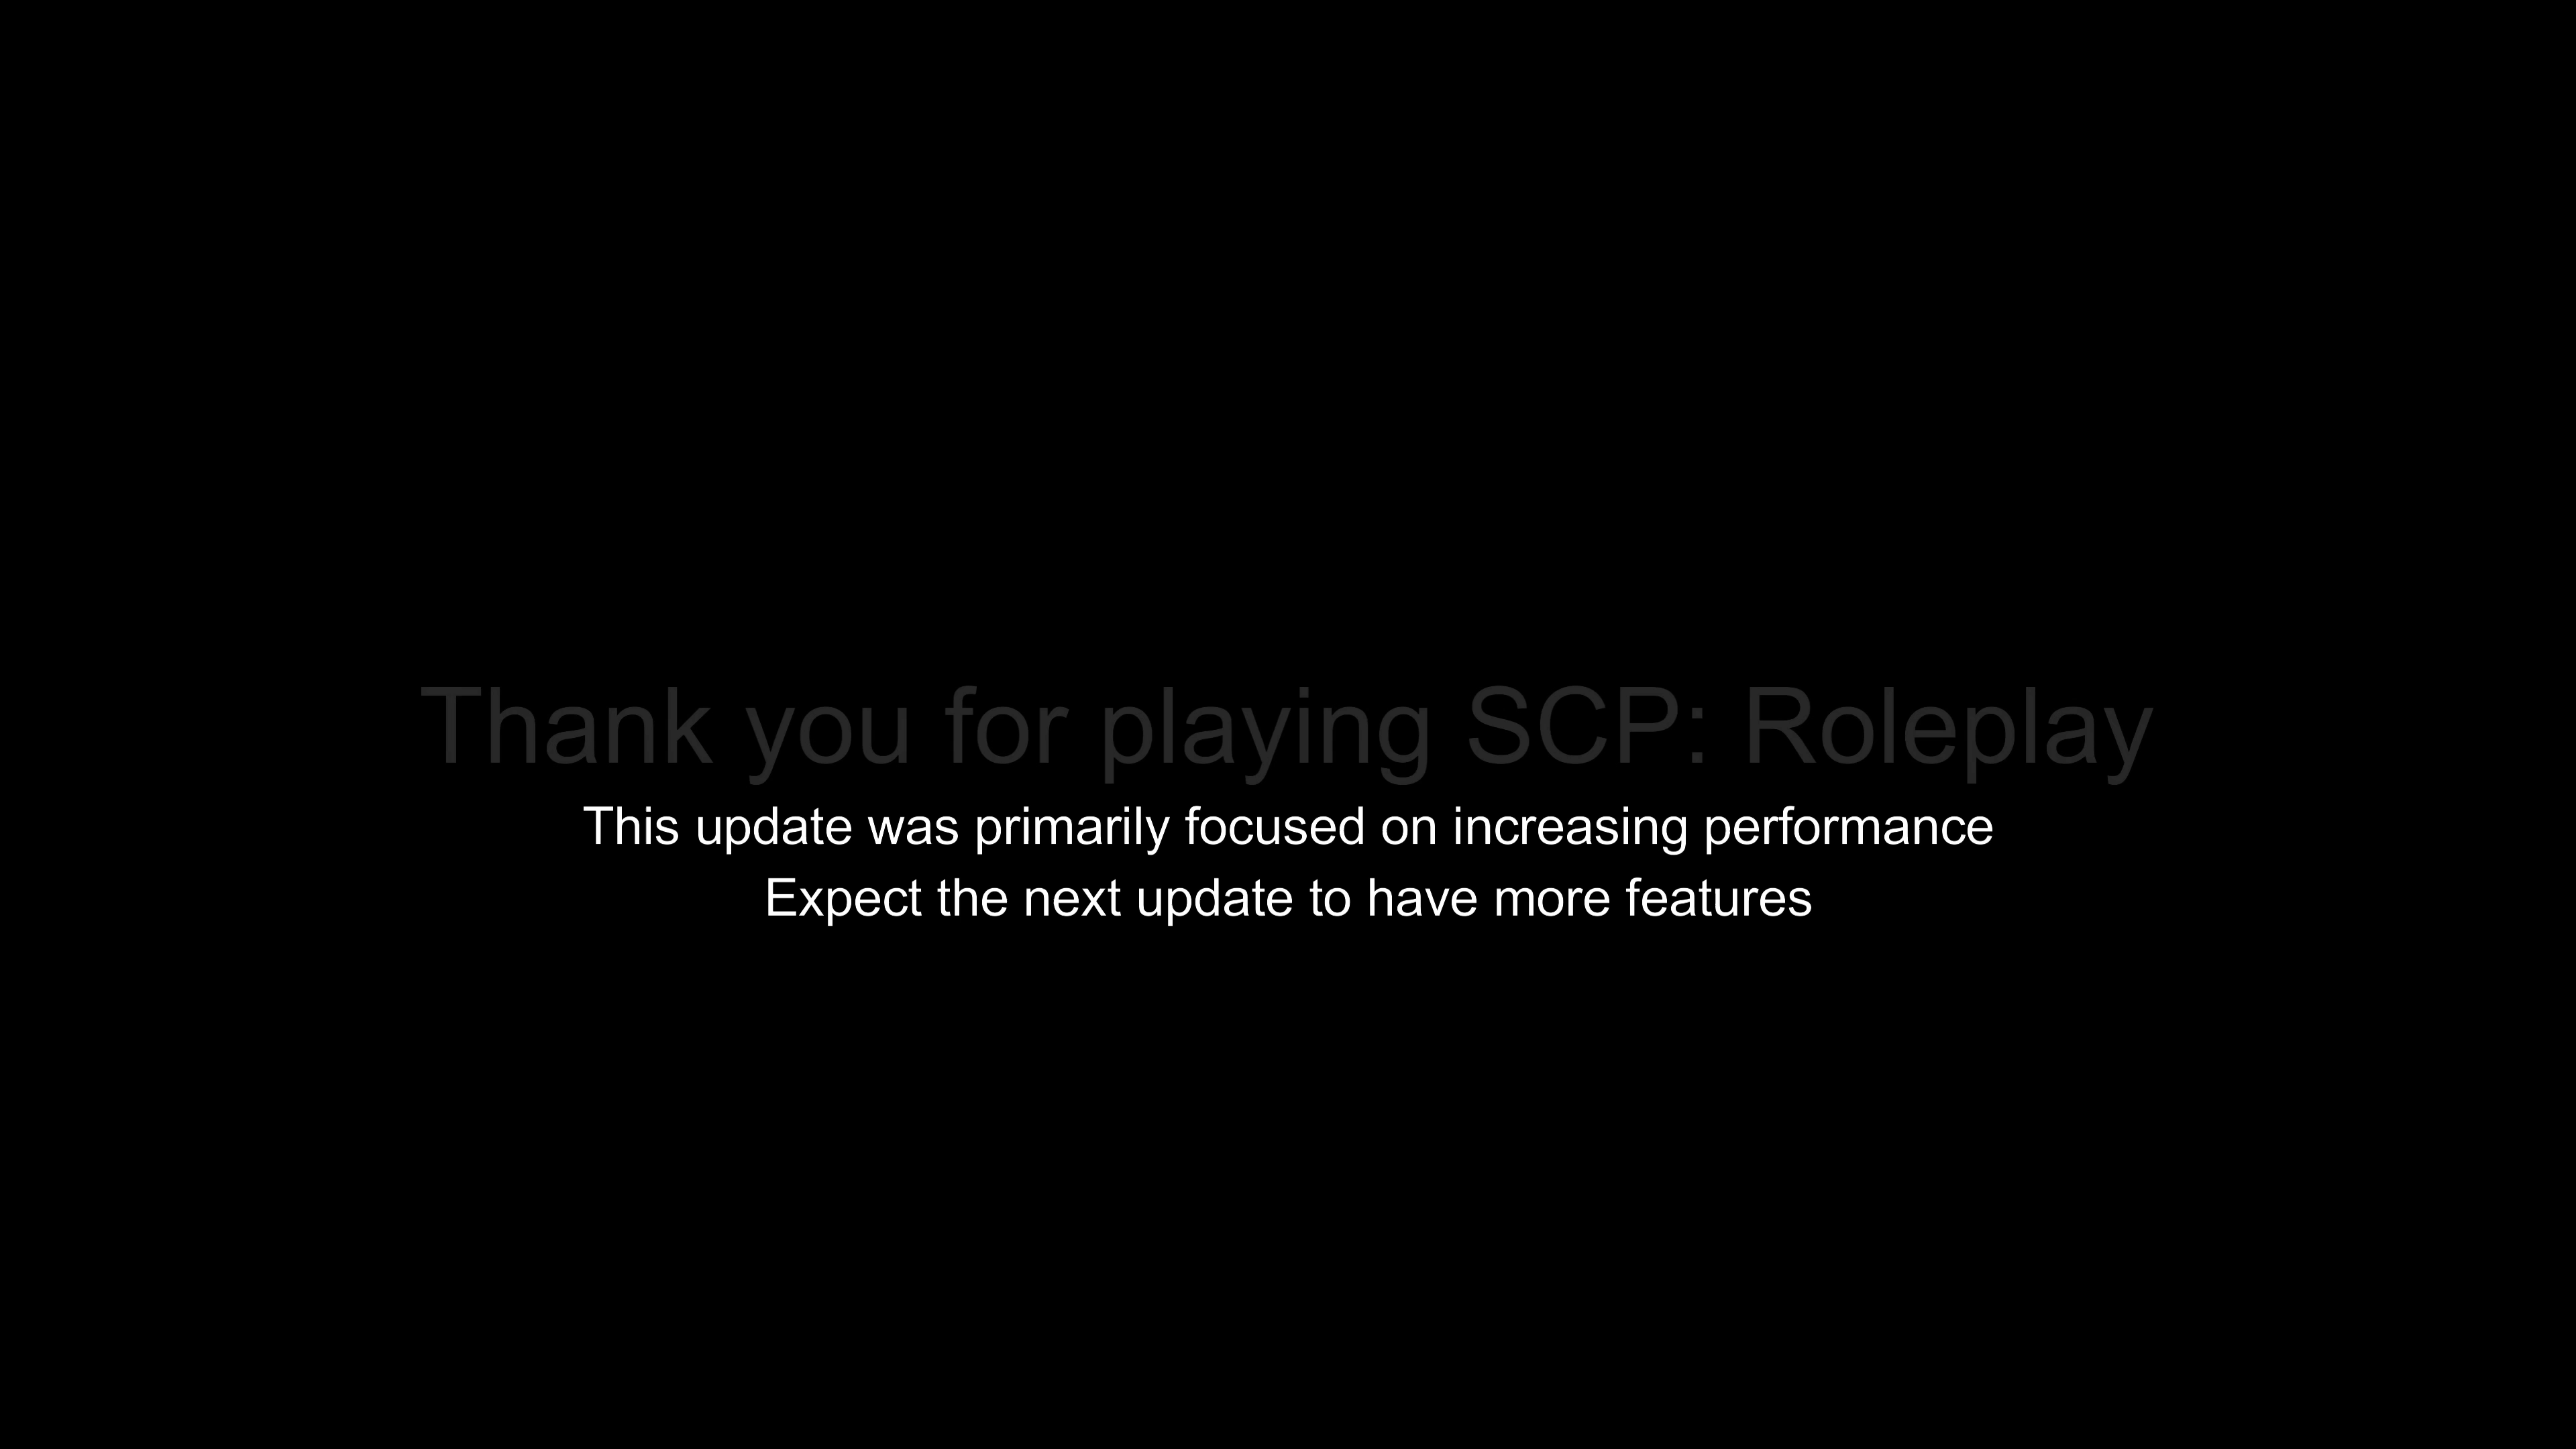 Thank you for playing SCP: Roleplay
This update was primarily focused on increasing performance
Expect the next update to have more features